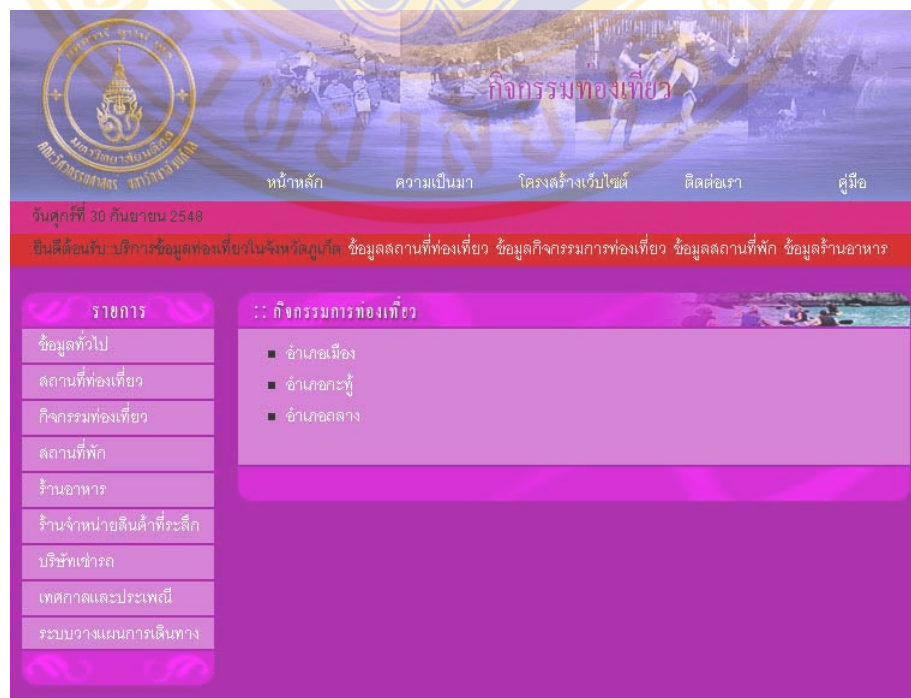 กิจกรรมท่องเที่ยว
หน้าหลัก ความเป็นมา โครงสร้างเว็บไซต์ ติดต่อเรา คู่มือ
วันศุกร์ที่ 30 กันยายน 2548
ยินดีต้อนรับ::บริการข้อมูลท่องเที่ยวในจังหวัดภูเก็ต: ข้อมูลสถานที่ท่องเที่ยว ข้อมูลกิจกรรมการท่องเที่ยว ข้อมูลสถานที่พัก ข้อมูลร้านอาหาร
รายการ
ข้อมูลทั่วไป
สถานที่ท่องเที่ยว
กิจกรรมท่องเที่ยว
สถานที่พัก
ร้านอาหาร
ร้านจำหน่ายสินค้าที่ระลึก
บริษัทเช่ารถ
เทศกาลและประเพณี
ระบบวางแผนการเดินทาง
:: กิจกรรมการท่องเที่ยว
อำเภอเมือง
อำเภอกะทู้
อำเภอถลาง